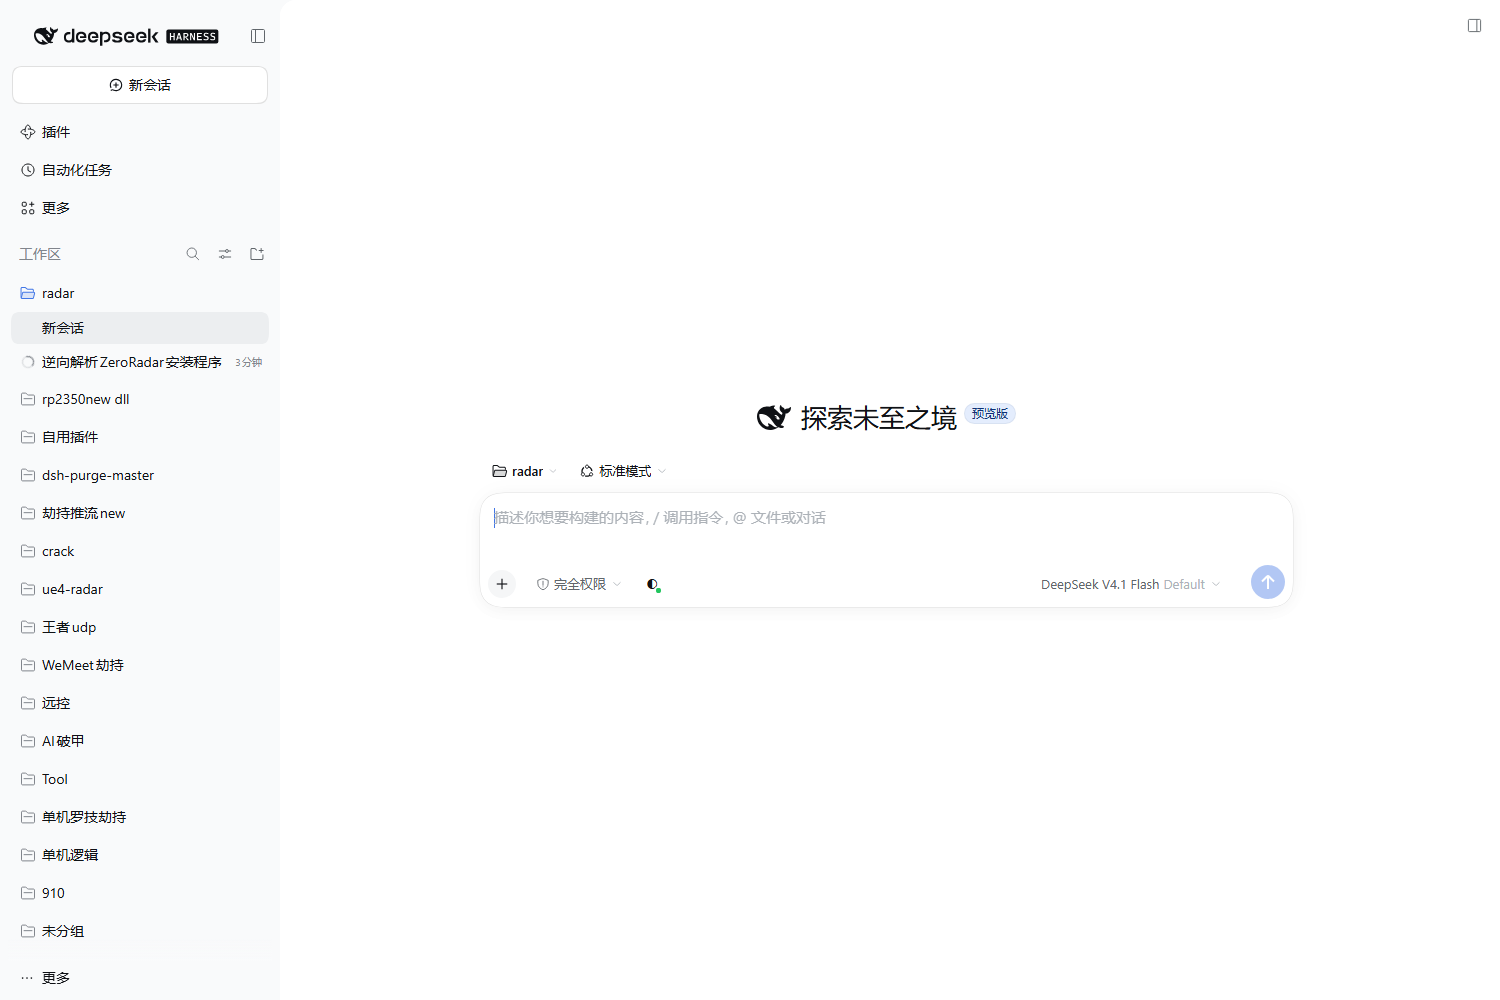 deepseek HARNESS
新会话
插件
自动化任务
更多
工作区
radar
新会话
逆向解析ZeroRadar安装程序 3分钟
rp2350new dll
自用插件
dsh-purge-master
劫持推流new
crack
ue4-radar
王者udp
WeMeet劫持
远控
AI破甲
Tool
单机罗技劫持
单机逻辑
910
未分组
更多
探索未至之境 预览版
radar 标准模式
描述你想要构建的内容, / 调用指令, @ 文件或对话
完全权限 DeepSeek V4.1 Flash Default